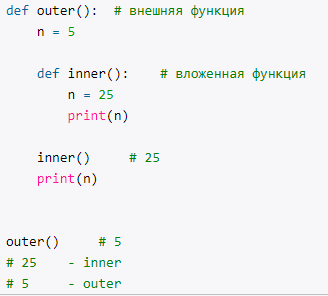 def outer():  # внешняя функция
    n = 5

    def inner():    # вложенная функция
        n = 25
        print(n)

    inner()     # 25
    print(n)


outer()     # 5
# 25    - inner
# 5     - outer